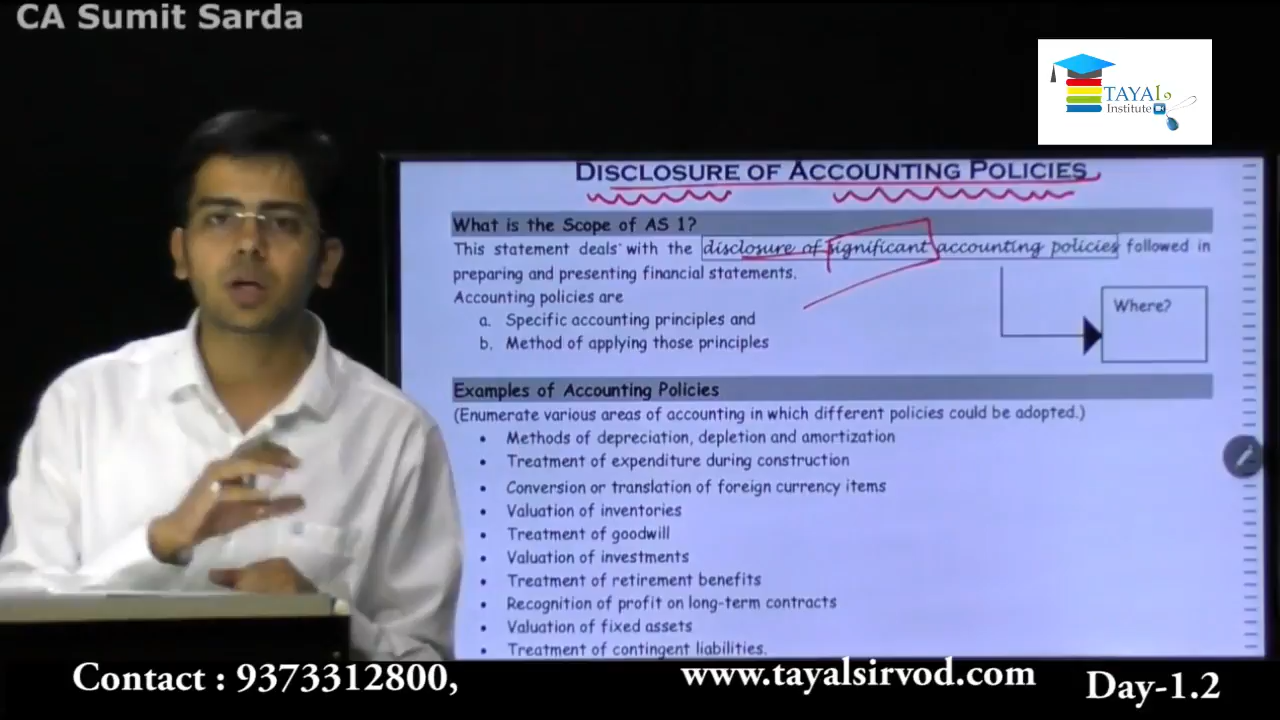 CA Sumit Sarda
TAYAl's
Institute
DISCLOSURE OF ACCOUNTING POLICIES
What is the Scope of AS 1?
This statement deals with the disclosure of significant accounting policies followed in
preparing and presenting financial statements.
Accounting policies are
a. Specific accounting principles and
b. Method of applying those principles
Where?
Examples of Accounting Policies
(Enumerate various areas of accounting in which different policies could be adopted.)
• Methods of depreciation, depletion and amortization
• Treatment of expenditure during construction
• Conversion or translation of foreign currency items
• Valuation of inventories
• Treatment of goodwill
• Valuation of investments
• Treatment of retirement benefits
• Recognition of profit on long-term contracts
• Valuation of fixed assets
• Treatment of contingent liabilities.
Contact : 9373312800,
www.tayalsirvod.com
Day-1.2